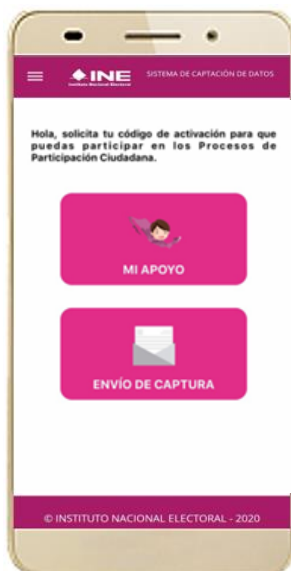 INE
Instituto Nacional Electoral
SISTEMA DE CAPTACIÓN DE DATOS
Hola, solicita tu código de activación para que
puedas participar en los Procesos de
Participación Ciudadana.
MI APOYO
ENVÍO DE CAPTURA
© INSTITUTO NACIONAL ELECTORAL - 2020